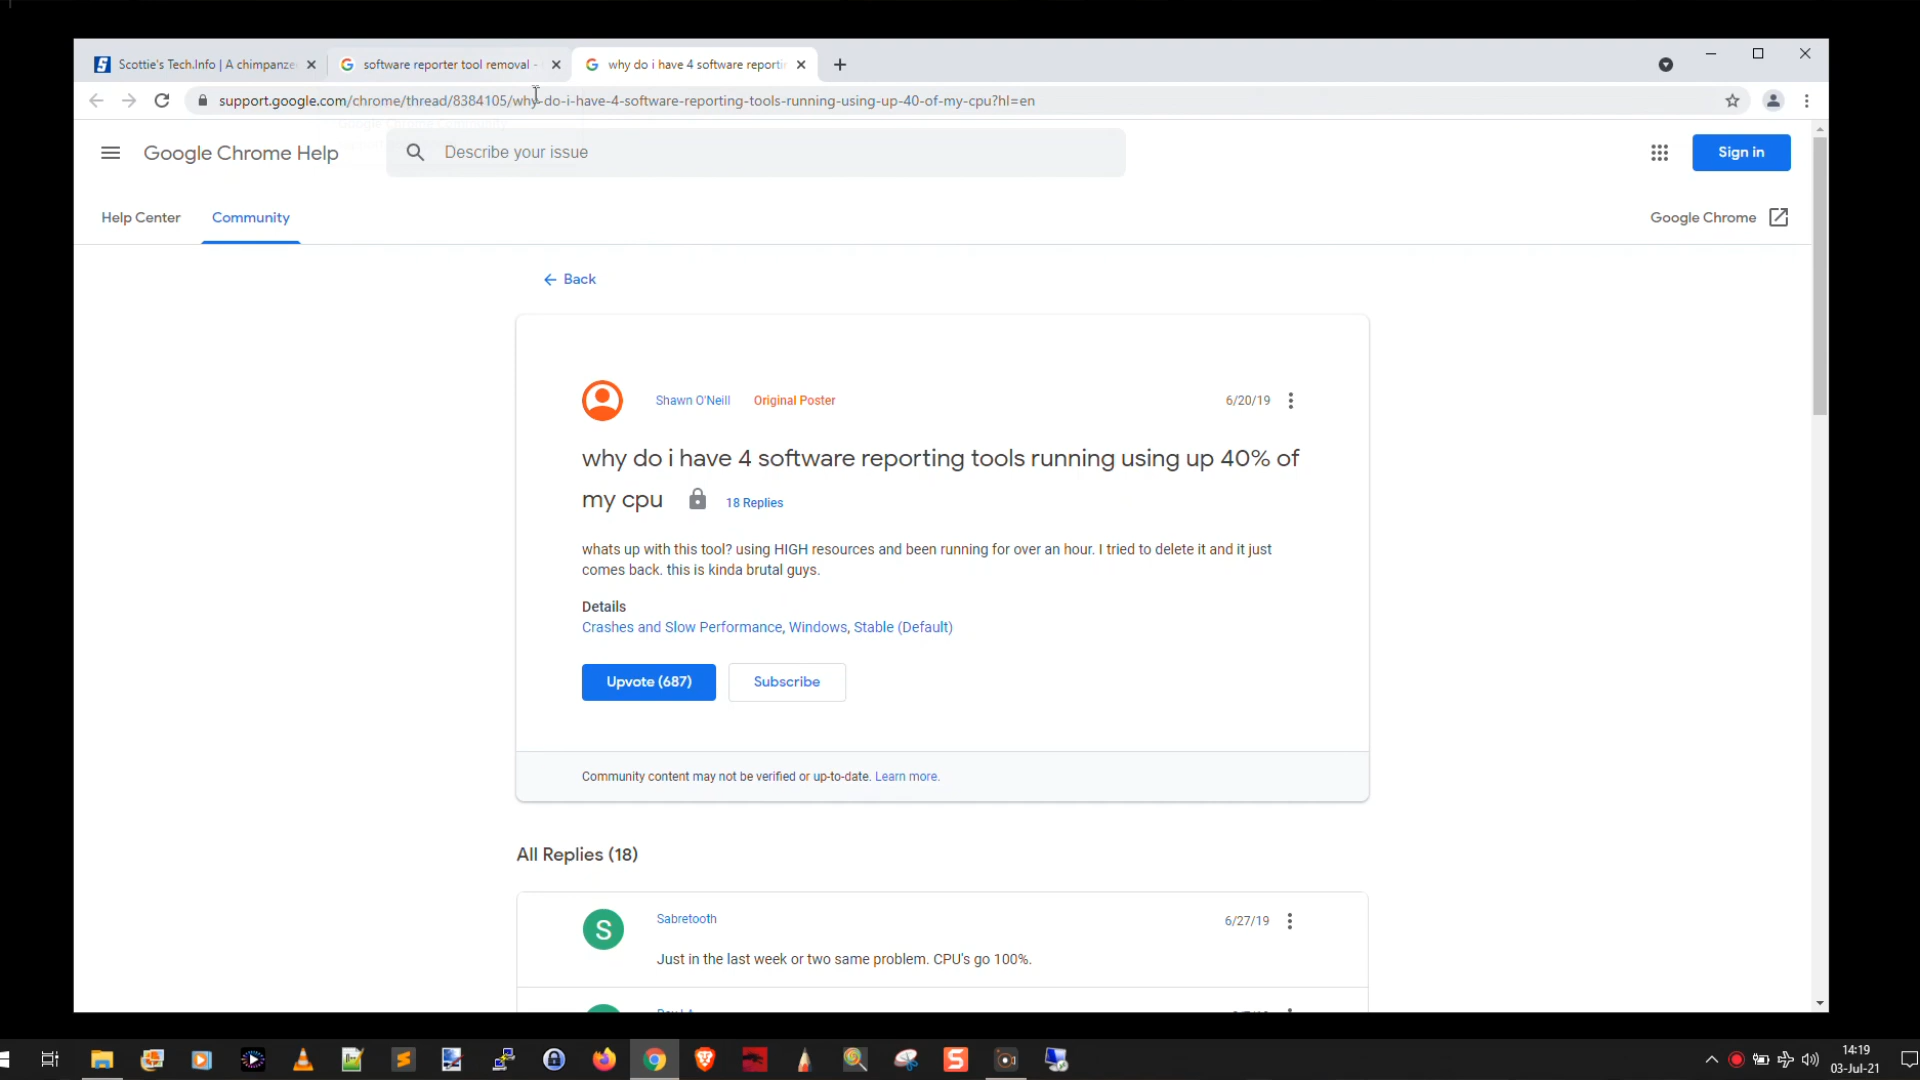 Scottie's Tech.Info | A chimpanze
software reporter tool removal -
why do i have 4 software reporti
support.google.com/chrome/thread/8384105/why-do-i-have-4-software-reporting-tools-running-using-up-40-of-my-cpu?hl=en
Google Chrome Help
Describe your issue
Sign in
Help Center
Community
Google Chrome
Back
Shawn O'Neill
Original Poster
6/20/19
why do i have 4 software reporting tools running using up 40% of
my cpu
18 Replies
whats up with this tool? using HIGH resources and been running for over an hour. I tried to delete it and it just
comes back. this is kinda brutal guys.
Details
Crashes and Slow Performance, Windows, Stable (Default)
Upvote (687)
Subscribe
Community content may not be verified or up-to-date. Learn more.
All Replies (18)
S
Sabretooth
6/27/19
Just in the last week or two same problem. CPU's go 100%.
14:19
03-Jul-21